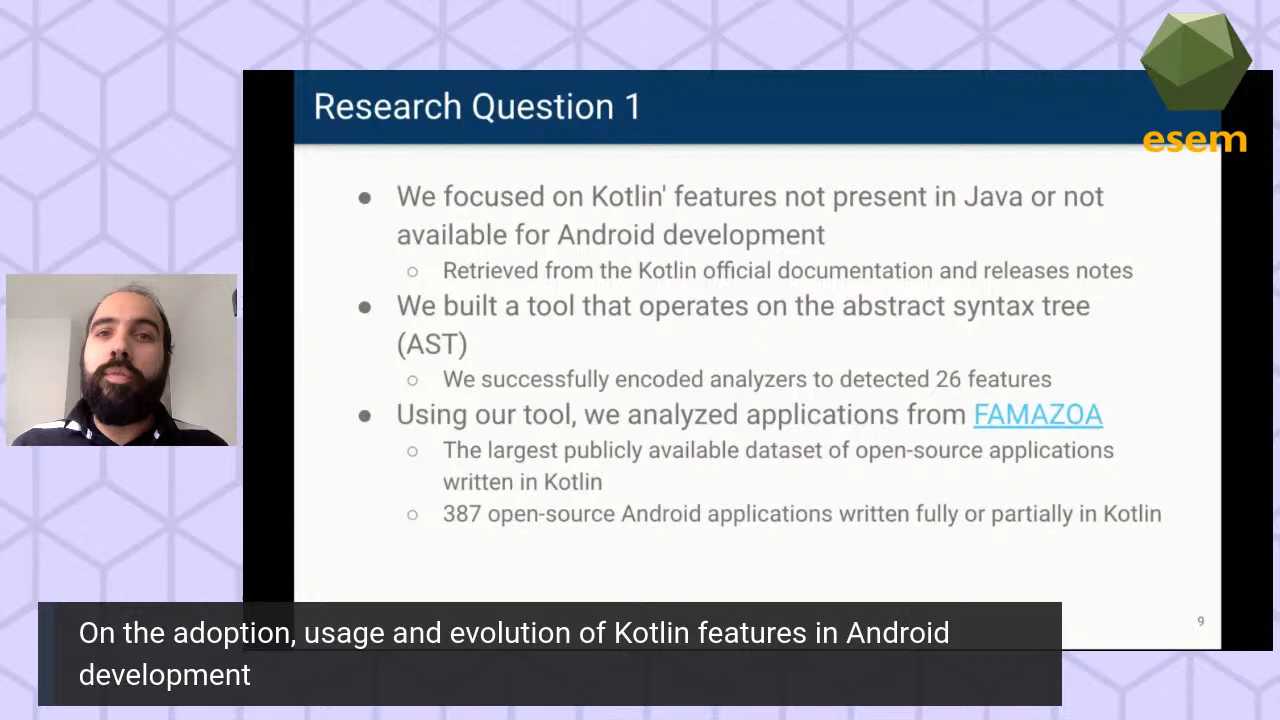 esem
Research Question 1
● We focused on Kotlin' features not present in Java or not
available for Android development
○ Retrieved from the Kotlin official documentation and releases notes
● We built a tool that operates on the abstract syntax tree
(AST)
○ We successfully encoded analyzers to detected 26 features
● Using our tool, we analyzed applications from FAMAZOA
○ The largest publicly available dataset of open-source applications
written in Kotlin
○ 387 open-source Android applications written fully or partially in Kotlin
9
On the adoption, usage and evolution of Kotlin features in Android
development